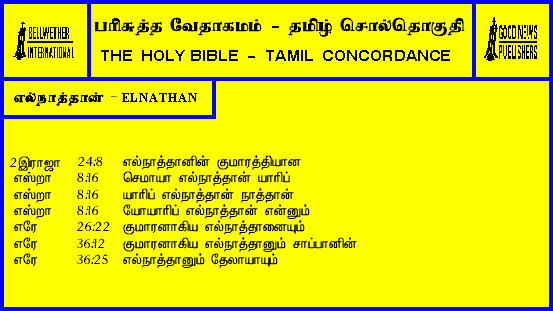 BELLWETHER
INTERNATIONAL
பரிசுத்த வேதாகமம் - தமிழ் சொல்தொகுதி
THE HOLY BIBLE - TAMIL CONCORDANCE
GOOD NEWS
PUBLISHERS
எல்நாத்தான் - ELNATHAN
2இராஜா 24:8 எல்நாத்தானின் குமாரத்தியான
எஸ்றா 8:16 செமாயா எல்நாத்தான் யாரிப்
எஸ்றா 8:16 யாரிப் எல்நாத்தான் நாத்தான்
எஸ்றா 8:16 யோயாரிப் எல்நாத்தான் என்னும்
எரே 26:22 குமாரனாகிய எல்நாத்தானையும்
எரே 36:12 குமாரனாகிய எல்நாத்தானும் சாப்பானின்
எரே 36:25 எல்நாத்தானும் தேலாயாயும்